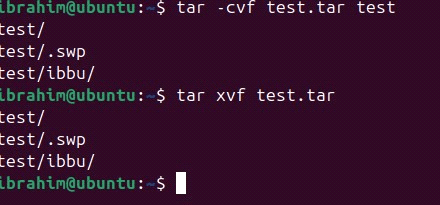 ibrahim@ubuntu:~$ tar -cvf test.tar test
test/
test/.swp
test/ibbu/
ibrahim@ubuntu:~$ tar xvf test.tar
test/
test/.swp
test/ibbu/
ibrahim@ubuntu:~$